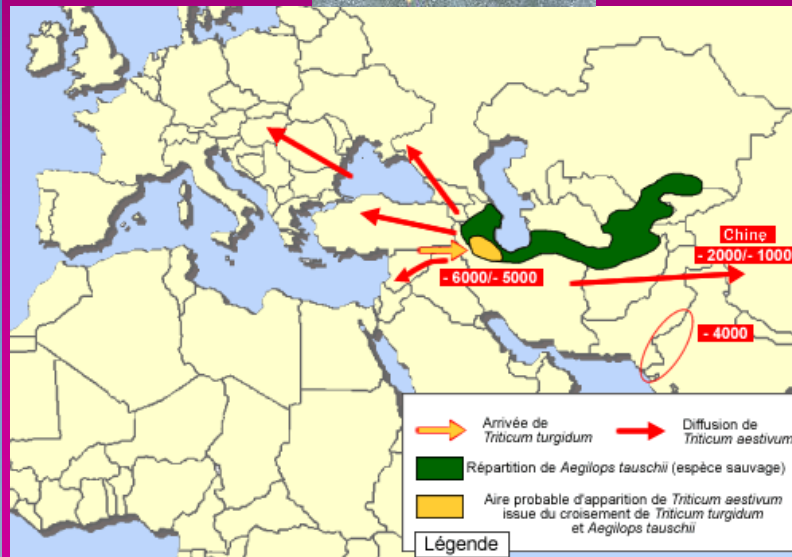 Chine
- 2000/- 1000
- 6000/- 5000
- 4000
Arrivée de
Triticum turgidum
Diffusion de
Triticum aestivum
Répartition de Aegilops tauschii (espèce sauvage)
Aire probable d'apparition de Triticum aestivum
issue du croisement de Triticum turgidum
et Aegilops tauschii
Légende